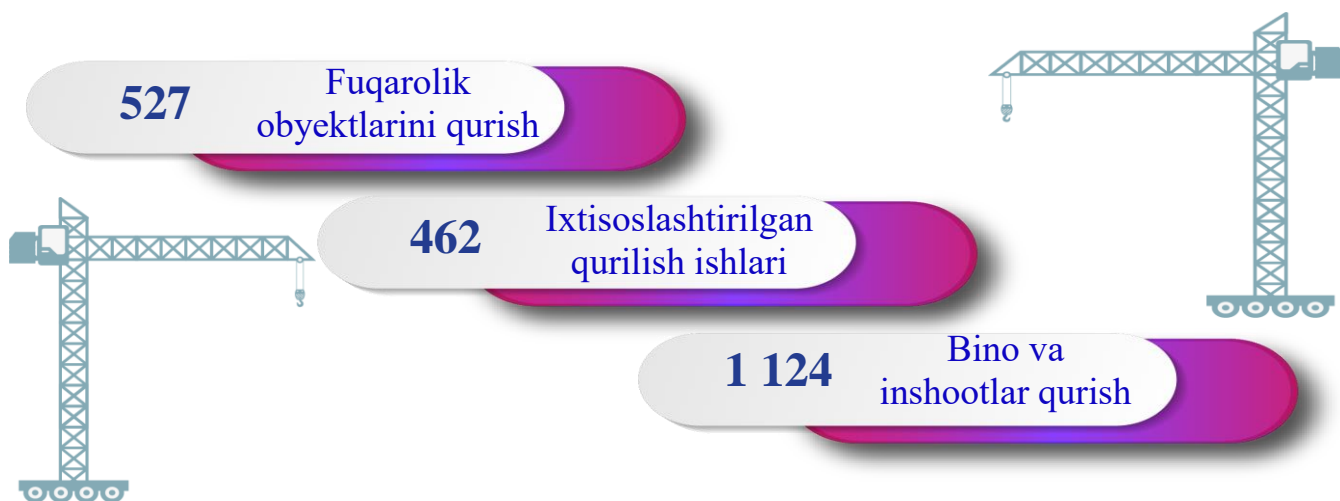 527
Fuqarolik
obyektlarini qurish
462
Ixtisoslashtirilgan
qurilish ishlari
1 124
Bino va
inshootlar qurish